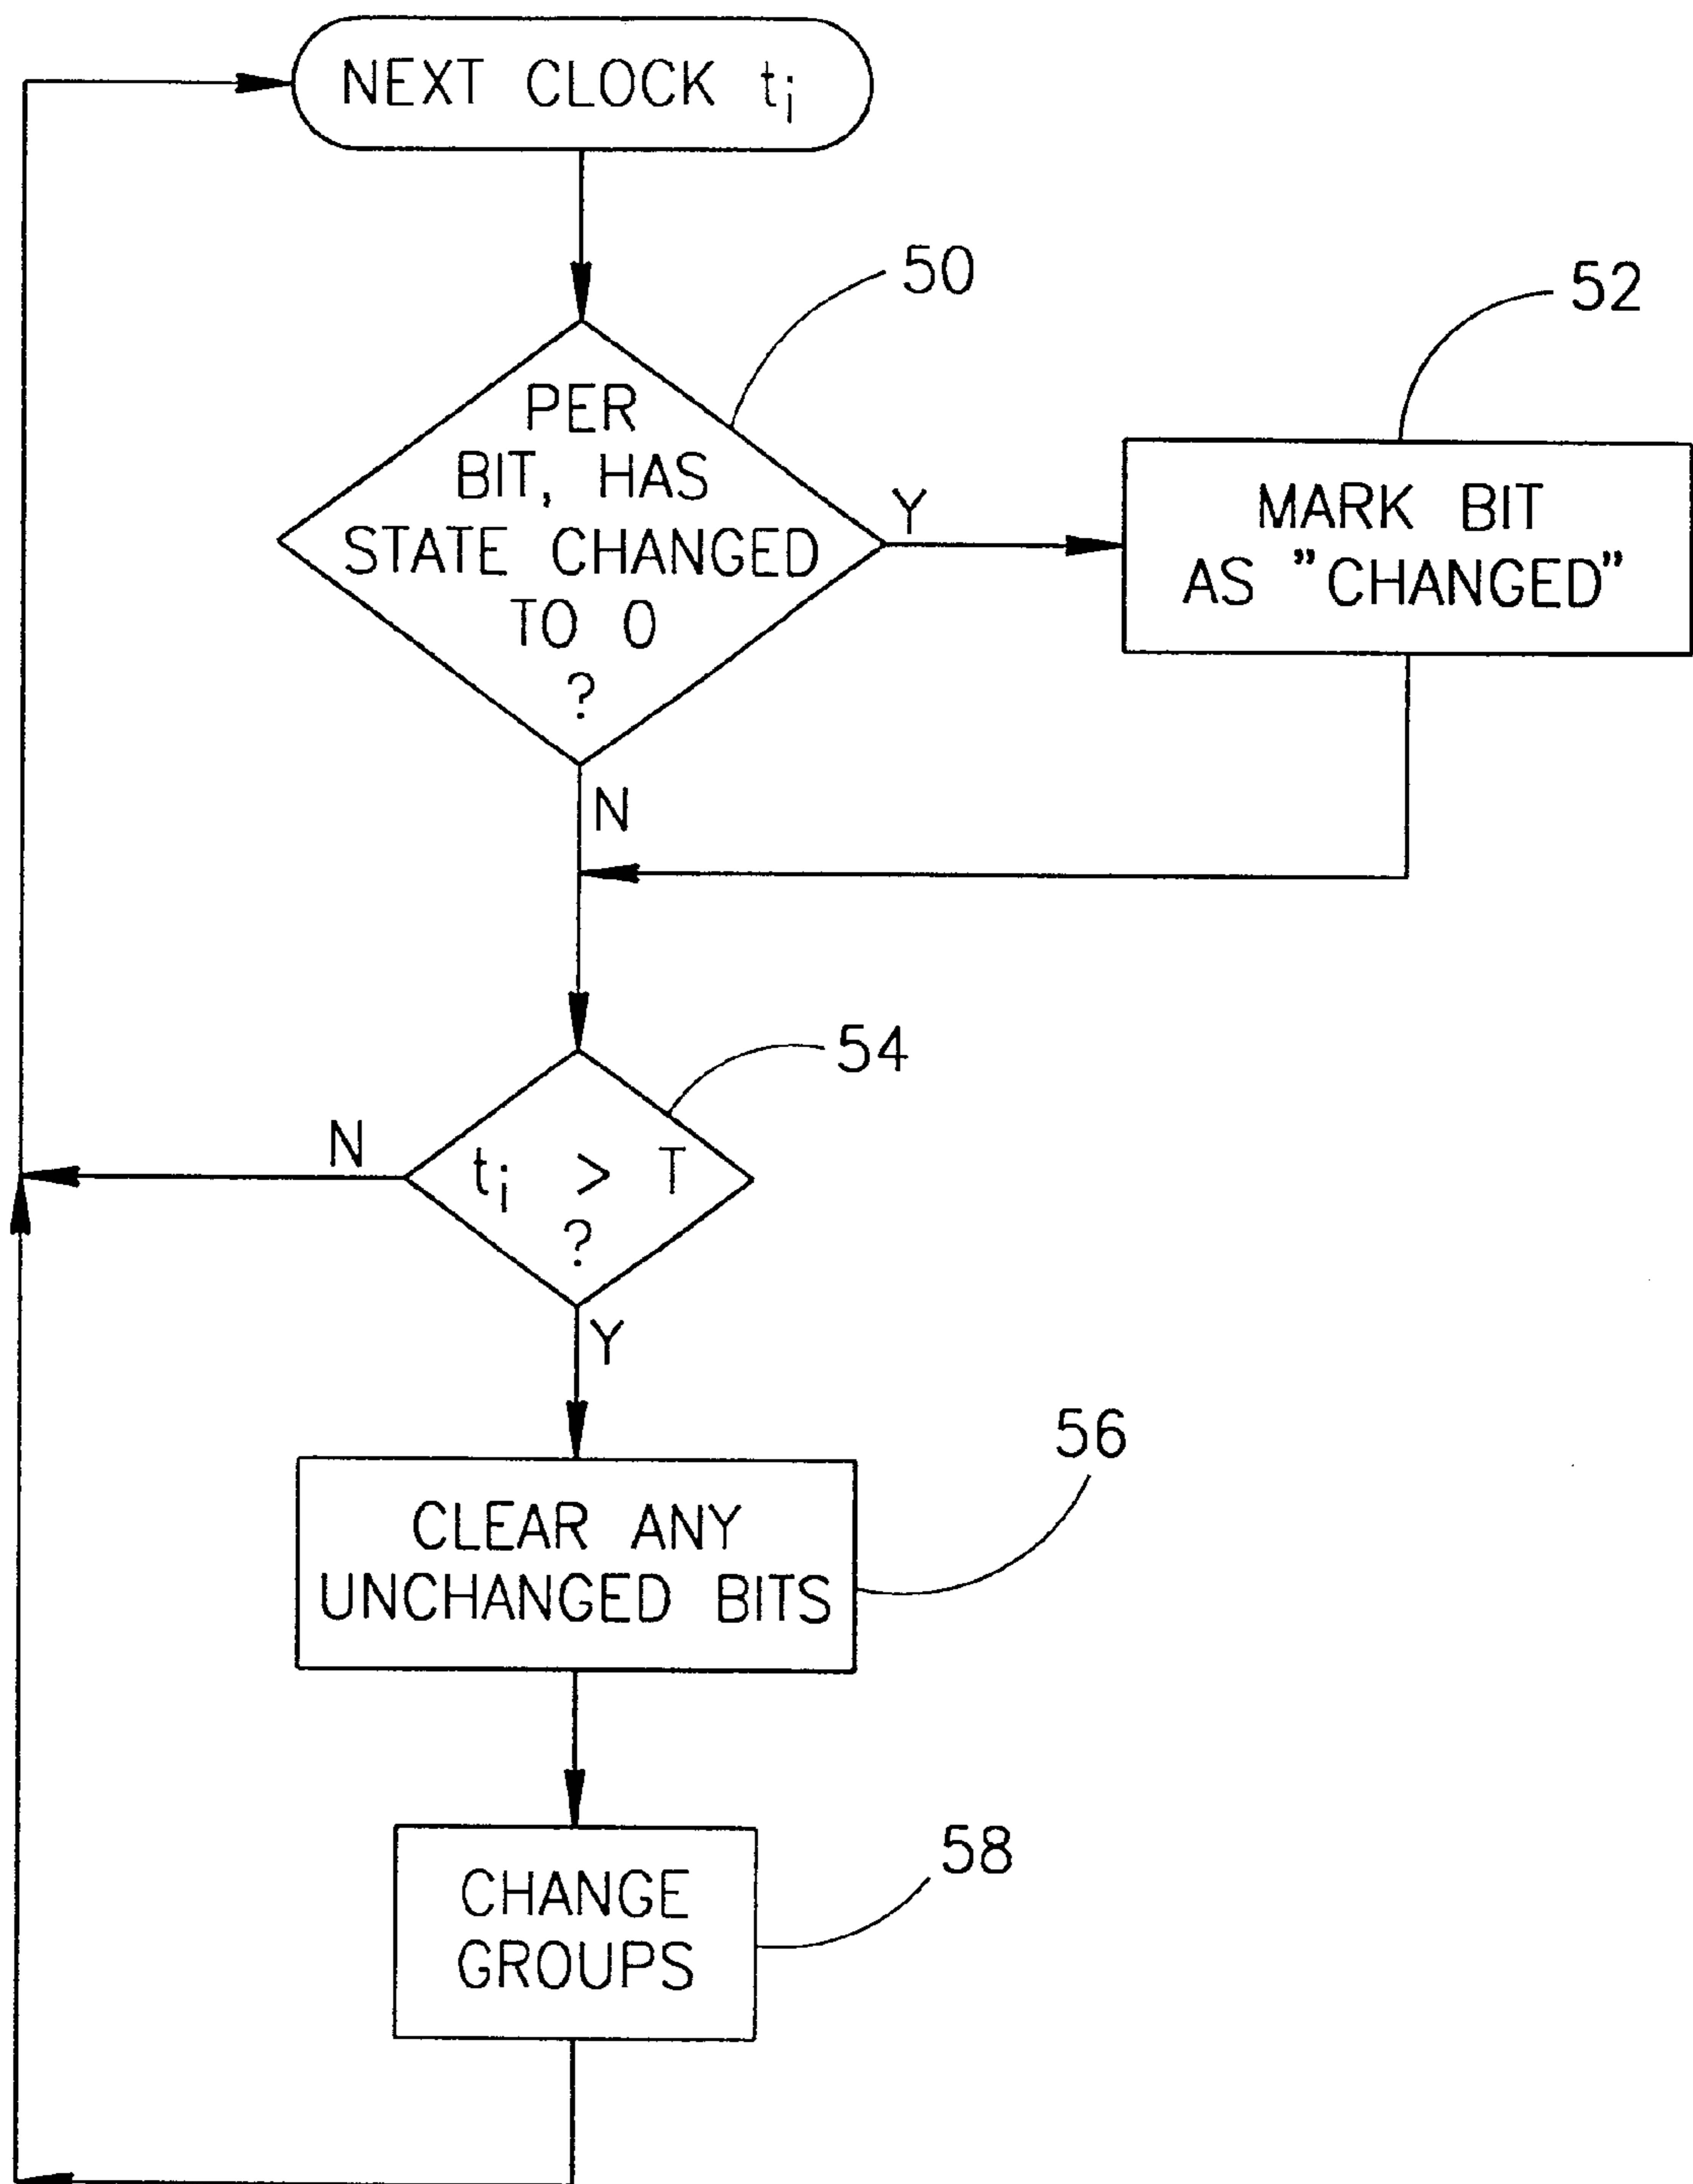 NEXT CLOCK ti
50
52
PER
BIT, HAS
STATE CHANGED
TO 0
?
Y
MARK BIT
AS "CHANGED"
N
54
N
ti > T
?
Y
56
CLEAR ANY
UNCHANGED BITS
58
CHANGE
GROUPS